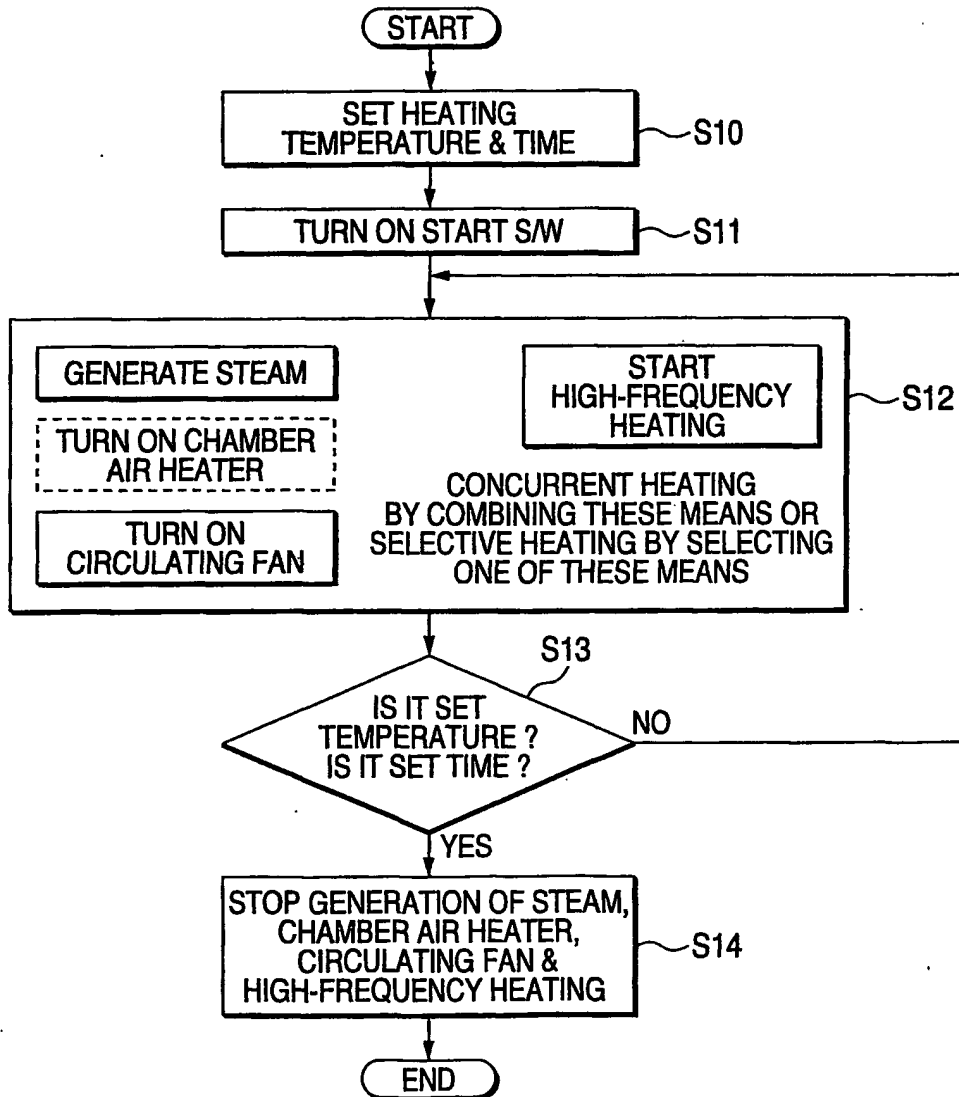 START
SET HEATING
TEMPERATURE & TIME
S10
TURN ON START S/W
S11
GENERATE STEAM
TURN ON CHAMBER
AIR HEATER
TURN ON
CIRCULATING FAN
START
HIGH-FREQUENCY
HEATING
CONCURRENT HEATING
BY COMBINING THESE MEANS OR
SELECTIVE HEATING BY SELECTING
ONE OF THESE MEANS
S12
S13
IS IT SET
TEMPERATURE ?
IS IT SET TIME ?
NO
YES
STOP GENERATION OF STEAM,
CHAMBER AIR HEATER,
CIRCULATING FAN &
HIGH-FREQUENCY HEATING
S14
END